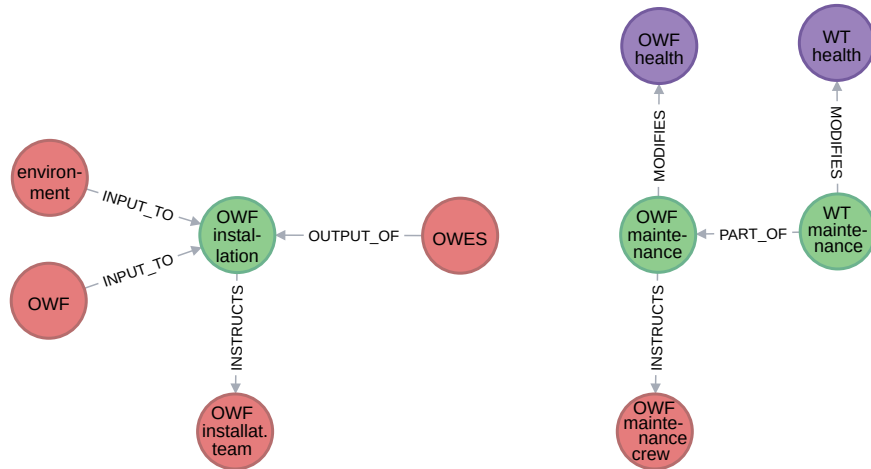 OWF
health
WT
health
MODIFIES
MODIFIES
environ-
ment
INPUT_TO
OWF
instal-
lation
OUTPUT_OF
OWES
OWF
mainte-
nance
PART_OF
WT
mainte-
nance
INPUT_TO
OWF
INSTRUCTS
INSTRUCTS
OWF
installat.
team
OWF
mainte-
nance
crew